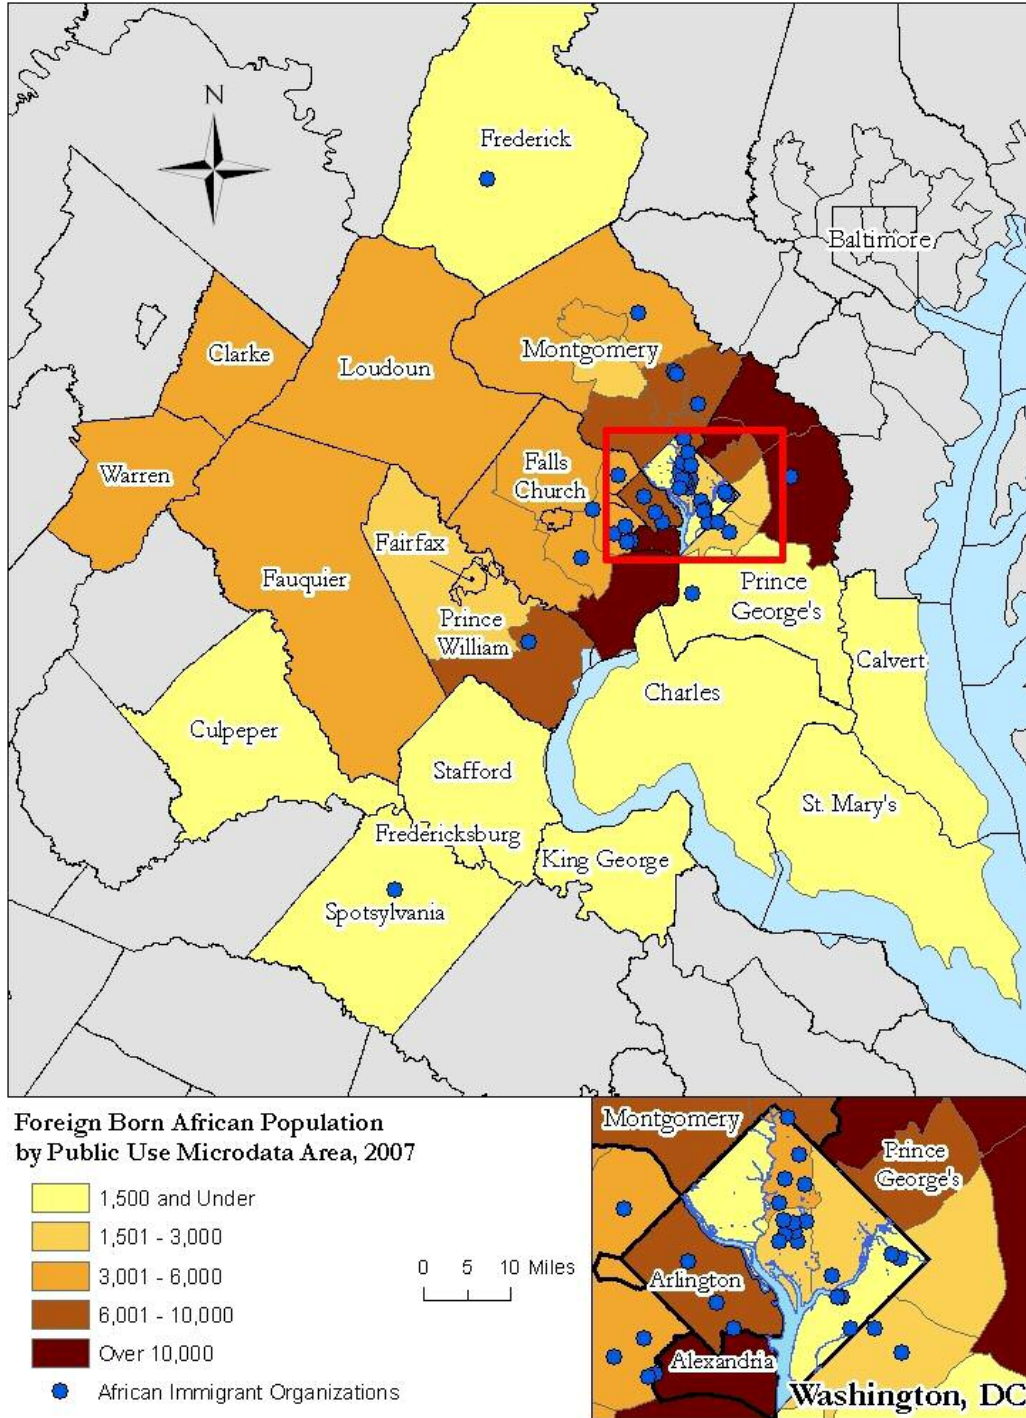 N
Frederick
Baltimore
Clarke
Loudoun
Montgomery
Warren
Falls
Church
Fairfax
Fauquier
Prince
William
Prince
George's
Calvert
Charles
Culpeper
Stafford
St. Mary's
Fredericksburg
King George
Spotsylvania
Foreign Born African Population
by Public Use Microdata Area, 2007
1,500 and Under
1,501 - 3,000
3,001 - 6,000
6,001 - 10,000
Over 10,000
African Immigrant Organizations
0 5 10 Miles
Montgomery
Prince
George's
Arlington
Alexandria
Washington, DC